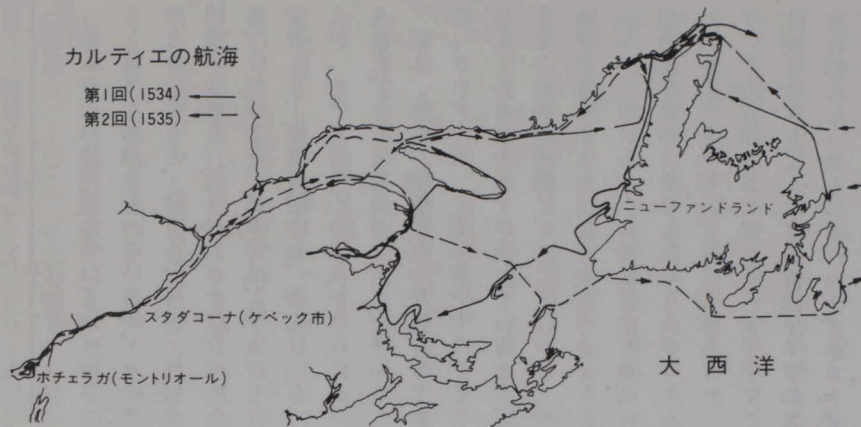 カルティエの航海
第1回(1534)
第2回(1535)
ニューファンドランド
スタダコーナ(ケベック市)
大西洋
ホチェラガ(モントリオール)